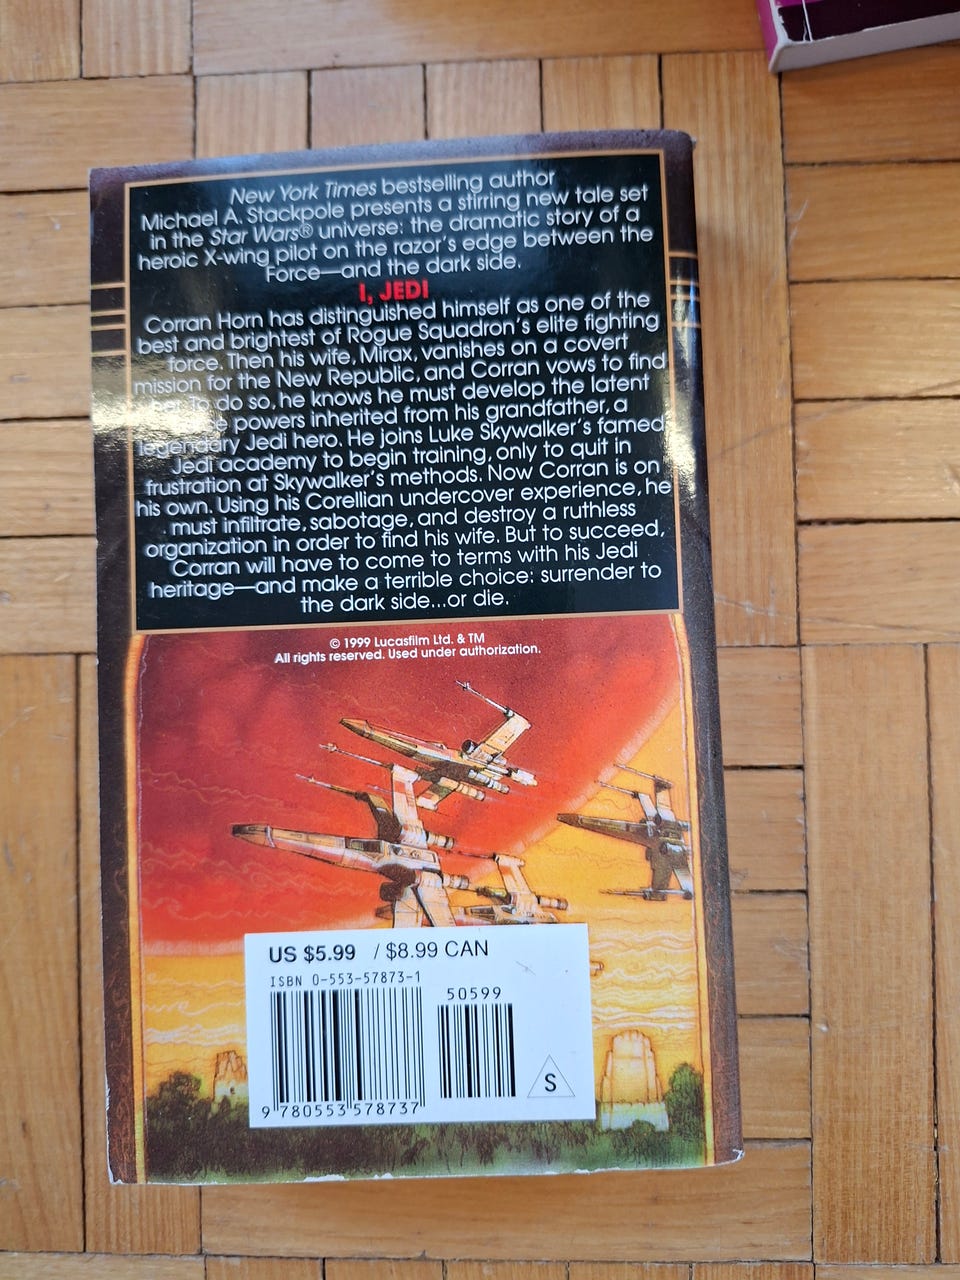 New York Times bestselling author
Michael A. Stackpole presents a stirring new tale set
in the Star Wars® universe: the dramatic story of a
heroic X-wing pilot on the razor's edge between the
Force—and the dark side.
I, JEDI
Corran Horn has distinguished himself as one of the
best and brightest of Rogue Squadron's elite fighting
force. Then his wife, Mirax, vanishes on a covert
mission for the New Republic, and Corran vows to find
To do so, he knows he must develop the latent
powers inherited from his grandfather, a
legendary Jedi hero. He joins Luke Skywalker's famed
Jedi academy to begin training, only to quit in
frustration at Skywalker's methods. Now Corran is on
his own. Using his Corellian undercover experience, he
must infiltrate, sabotage, and destroy a ruthless
organization in order to find his wife. But to succeed,
Corran will have to come to terms with his Jedi
heritage—and make a terrible choice: surrender to
the dark side...or die.
© 1999 Lucasfilm Ltd. & TM
All rights reserved. Used under authorization.
US $5.99 / $8.99 CAN
ISBN 0-553-57873-1
50599
S
9 780553 578737